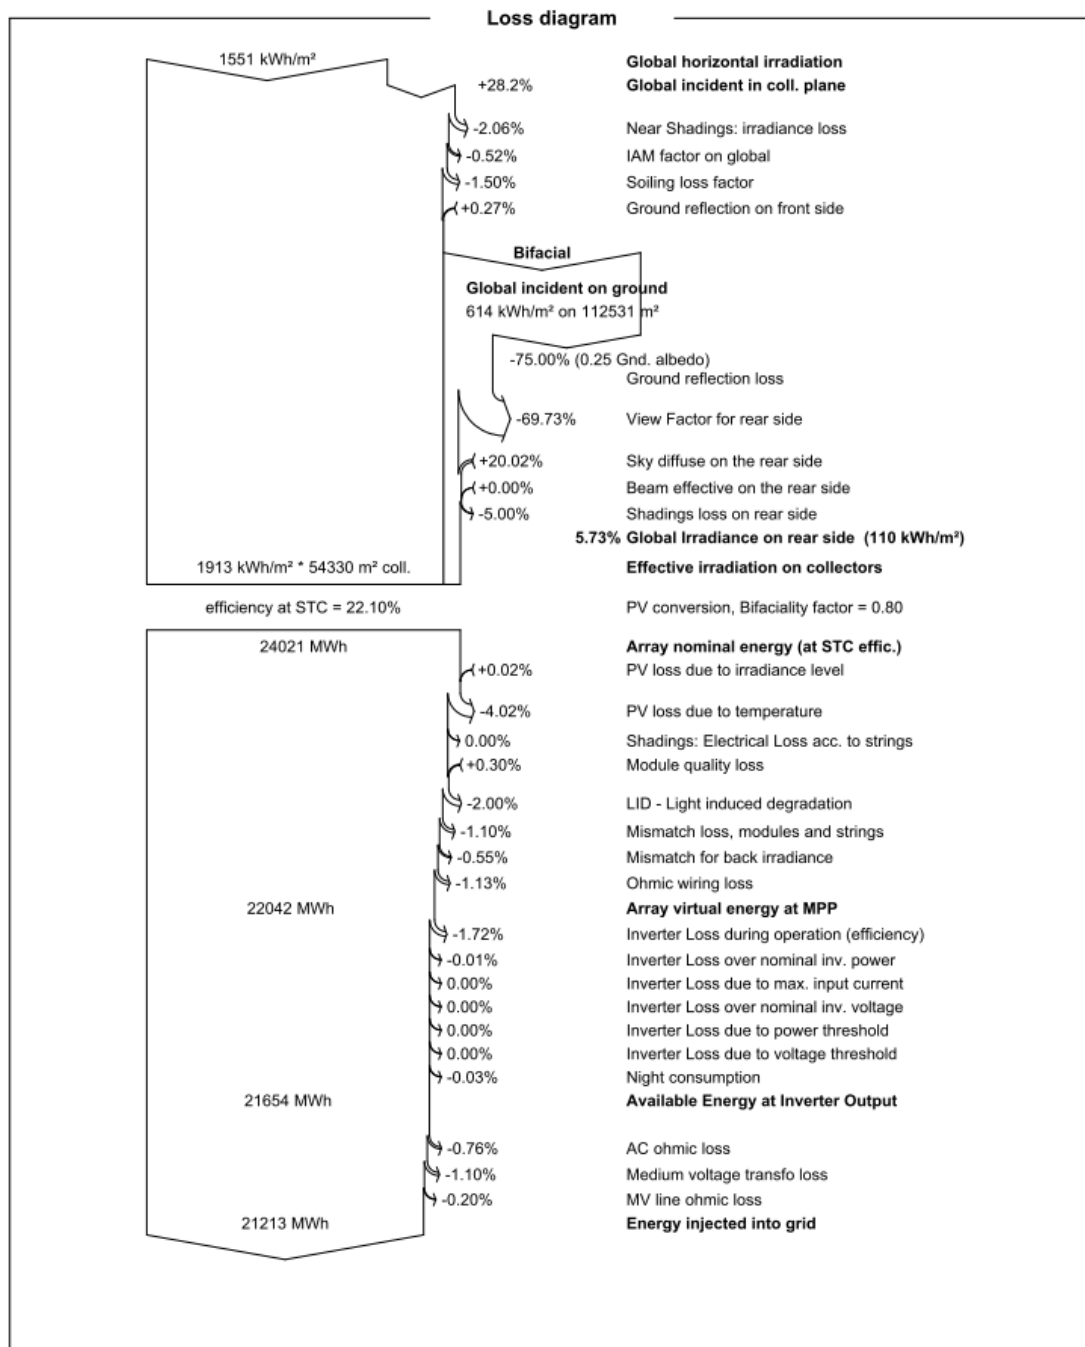 Loss diagram
1551 kWh/m² Global horizontal irradiation
+28.2% Global incident in coll. plane
-2.06% Near Shadings: irradiance loss
-0.52% IAM factor on global
-1.50% Soiling loss factor
+0.27% Ground reflection on front side
Bifacial
Global incident on ground
614 kWh/m² on 112531 m²
-75.00% (0.25 Gnd. albedo)
Ground reflection loss
-69.73% View Factor for rear side
+20.02% Sky diffuse on the rear side
+0.00% Beam effective on the rear side
-5.00% Shadings loss on rear side
5.73% Global Irradiance on rear side (110 kWh/m²)
1913 kWh/m² * 54330 m² coll. Effective irradiation on collectors
efficiency at STC = 22.10% PV conversion, Bifaciality factor = 0.80
24021 MWh Array nominal energy (at STC effic.)
+0.02% PV loss due to irradiance level
-4.02% PV loss due to temperature
0.00% Shadings: Electrical Loss acc. to strings
+0.30% Module quality loss
-2.00% LID - Light induced degradation
-1.10% Mismatch loss, modules and strings
-0.55% Mismatch for back irradiance
-1.13% Ohmic wiring loss
22042 MWh Array virtual energy at MPP
-1.72% Inverter Loss during operation (efficiency)
-0.01% Inverter Loss over nominal inv. power
0.00% Inverter Loss due to max. input current
0.00% Inverter Loss over nominal inv. voltage
0.00% Inverter Loss due to power threshold
0.00% Inverter Loss due to voltage threshold
-0.03% Night consumption
21654 MWh Available Energy at Inverter Output
-0.76% AC ohmic loss
-1.10% Medium voltage transfo loss
-0.20% MV line ohmic loss
21213 MWh Energy injected into grid